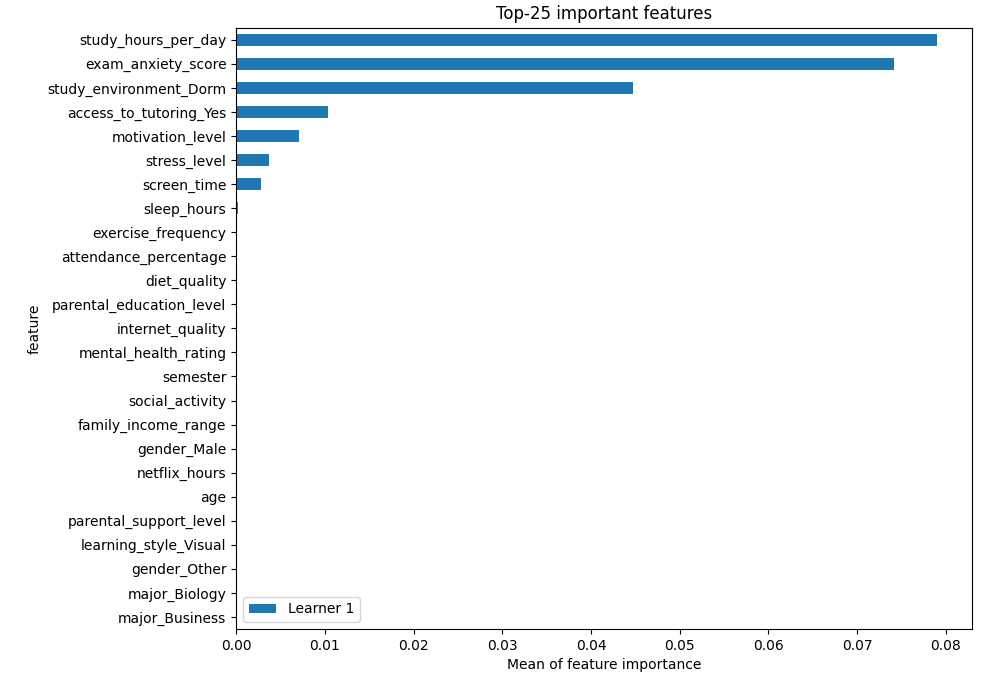 Top-25 important features
study_hours_per_day
exam_anxiety_score
study_environment_Dorm
access_to_tutoring_Yes
motivation_level
stress_level
screen_time
sleep_hours
exercise_frequency
attendance_percentage
diet_quality
parental_education_level
internet_quality
mental_health_rating
semester
social_activity
family_income_range
gender_Male
netflix_hours
age
parental_support_level
learning_style_Visual
gender_Other
major_Biology
major_Business
feature
Learner 1
0.00 0.01 0.02 0.03 0.04 0.05 0.06 0.07 0.08
Mean of feature importance